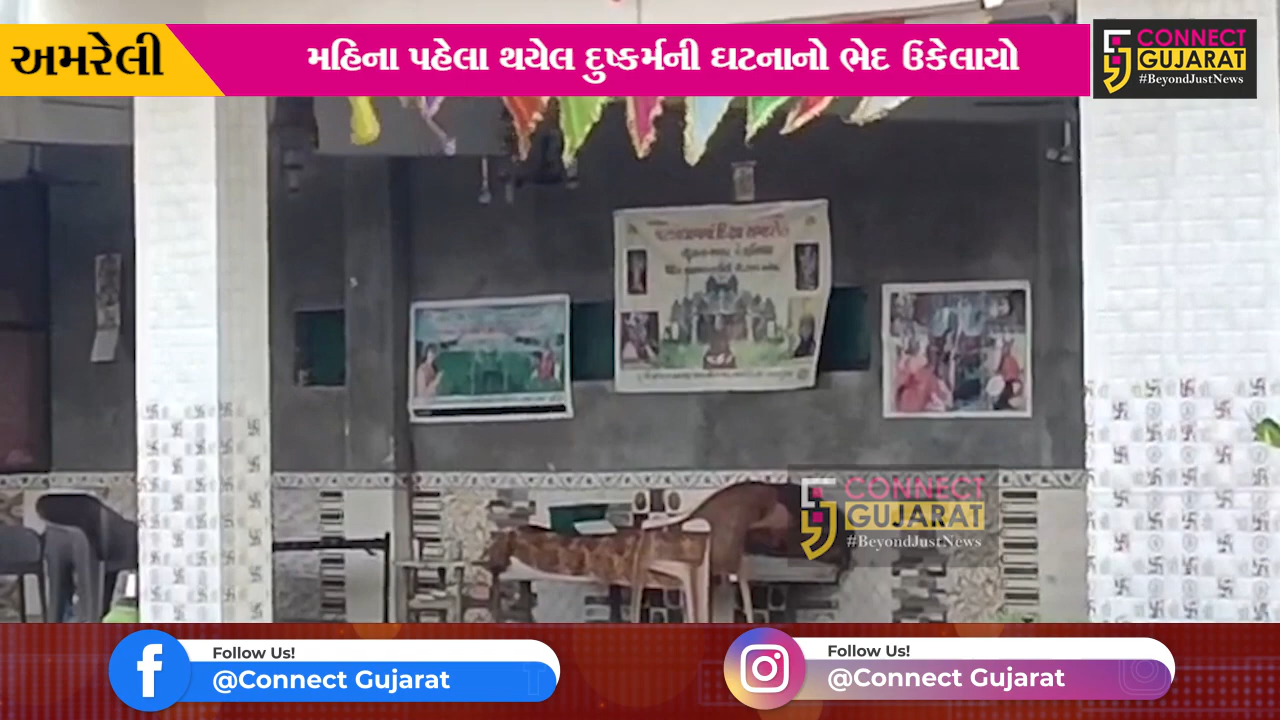 અમરેલી
મહિના પહેલા થયેલ દુષ્કર્મની ઘટનાનો ભેદ ઉકેલાયો
CONNECT
GUJARAT
#BeyondJustNews
CONNECT
GUJARAT
#BeyondJustNews
Follow Us!
@Connect Gujarat
Follow Us!
@Connect Gujarat